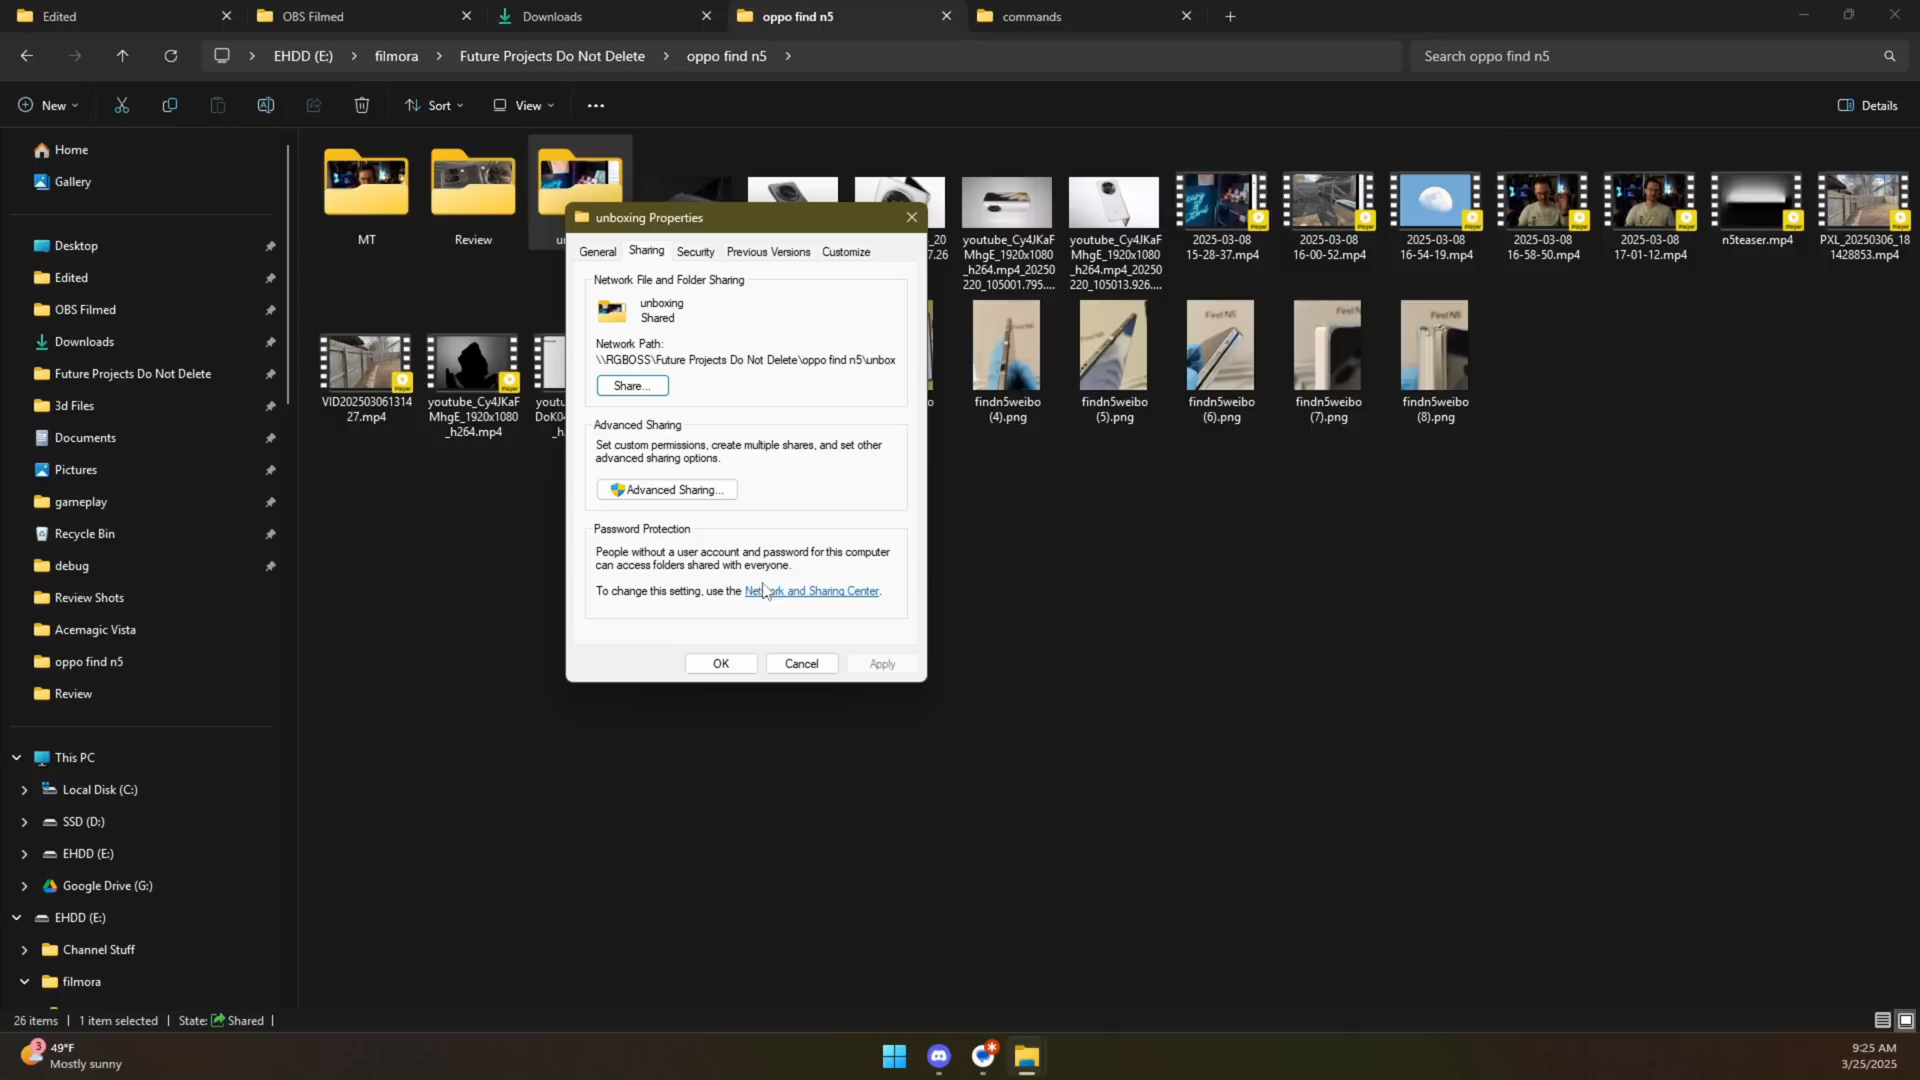 Edited
OBS Filmed
Downloads
oppo find n5
commands
EHDD (E:)
filmora
Future Projects Do Not Delete
oppo find n5
Search oppo find n5
New
Sort
View
Details
Home
Gallery
Desktop
Edited
OBS Filmed
Downloads
Future Projects Do Not Delete
3d Files
Documents
Pictures
gameplay
Recycle Bin
debug
Review Shots
Acemagic Vista
oppo find n5
Review
This PC
Local Disk (C:)
SSD (D:)
EHDD (E:)
Google Drive (G:)
EHDD (E:)
Channel Stuff
filmora
MT
Review
youtube_Cy4JKaF
MhgE_1920x1080
_h264.mp4_20250
220_105001.795....
youtube_Cy4JKaF
MhgE_1920x1080
_h264.mp4_20250
220_105013.926....
2025-03-08
15-28-37.mp4
2025-03-08
16-00-52.mp4
2025-03-08
16-54-19.mp4
2025-03-08
16-58-50.mp4
2025-03-08
17-01-12.mp4
n5teaser.mp4
PXL_20250306_18
1428853.mp4
VID202503061314
27.mp4
youtube_Cy4JKaF
MhgE_1920x1080
_h264.mp4
findn5weibo
(4).png
findn5weibo
(5).png
findn5weibo
(6).png
findn5weibo
(7).png
findn5weibo
(8).png
unboxing Properties
General
Sharing
Security
Previous Versions
Customize
Network File and Folder Sharing
unboxing
Shared
Network Path:
\\RGBOSS\Future Projects Do Not Delete\oppo find n5\unbox
Share...
Advanced Sharing
Set custom permissions, create multiple shares, and set other
advanced sharing options.
Advanced Sharing...
Password Protection
People without a user account and password for this computer
can access folders shared with everyone.
To change this setting, use the Network and Sharing Center.
OK
Cancel
Apply
26 items
1 item selected
State: Shared
3
49°F
Mostly sunny
9:25 AM
3/25/2025